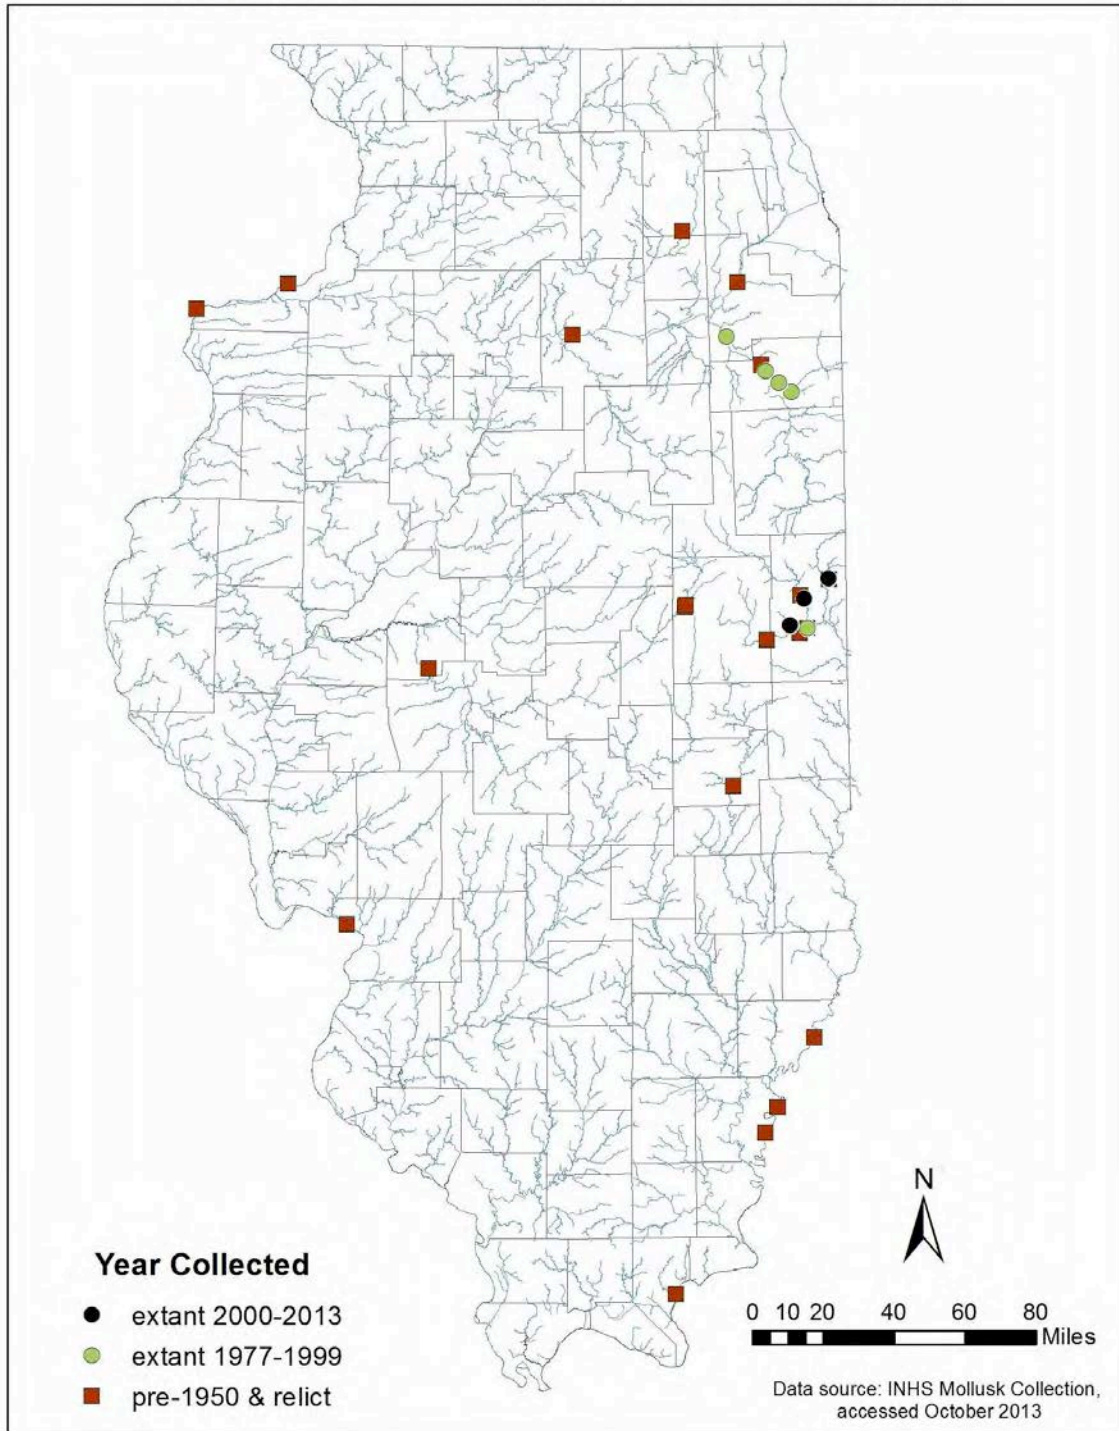 N
Year Collected
extant 2000-2013
extant 1977-1999
pre-1950 & relict
0 10 20 40 60 80
Miles
Data source: INHS Mollusk Collection,
accessed October 2013